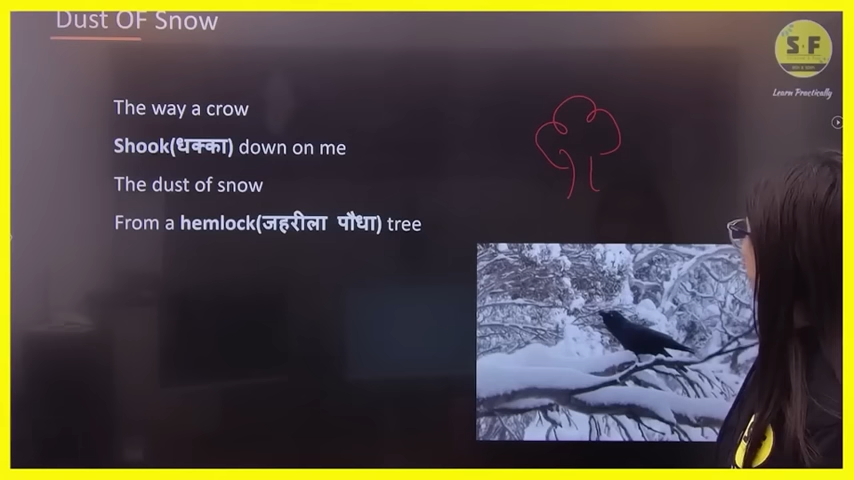 Dust OF Snow
S F
Learn Practically
The way a crow
Shook(धक्का) down on me
The dust of snow
From a hemlock(जहरीला पौधा) tree